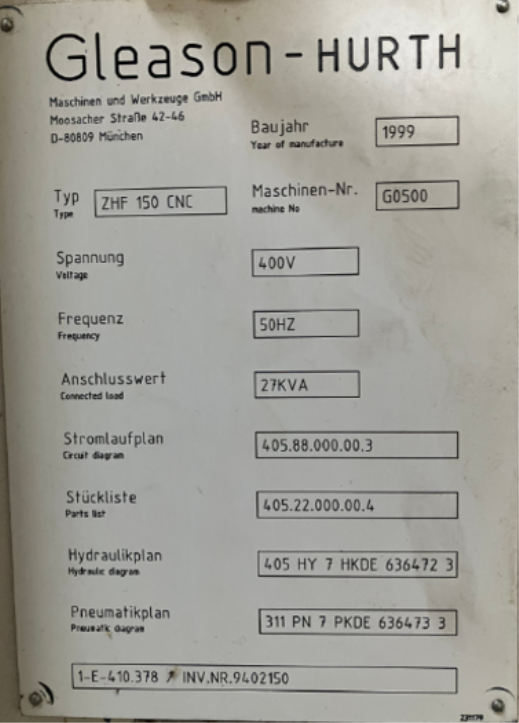 Gleason-HURTH
Maschinen und Werkzeuge GmbH
Moosacher Straße 42-46
D-80809 München
Baujahr 1999
Year of manufacture
Typ ZHF 150 CNC
Type
Maschinen-Nr. G0500
machine No
Spannung 400V
Voltage
Frequenz 50HZ
Frequency
Anschlusswert 27KVA
Connected load
Stromlaufplan 405.88.000.00.3
Circuit diagram
Stückliste 405.22.000.00.4
Parts list
Hydraulikplan 405 HY 7 HKDE 636472 3
Hydraulic diagram
Pneumatikplan 311 PN 7 PKDE 636473 3
Pneumatic diagram
1-E-410.378 / INV.NR.9402150